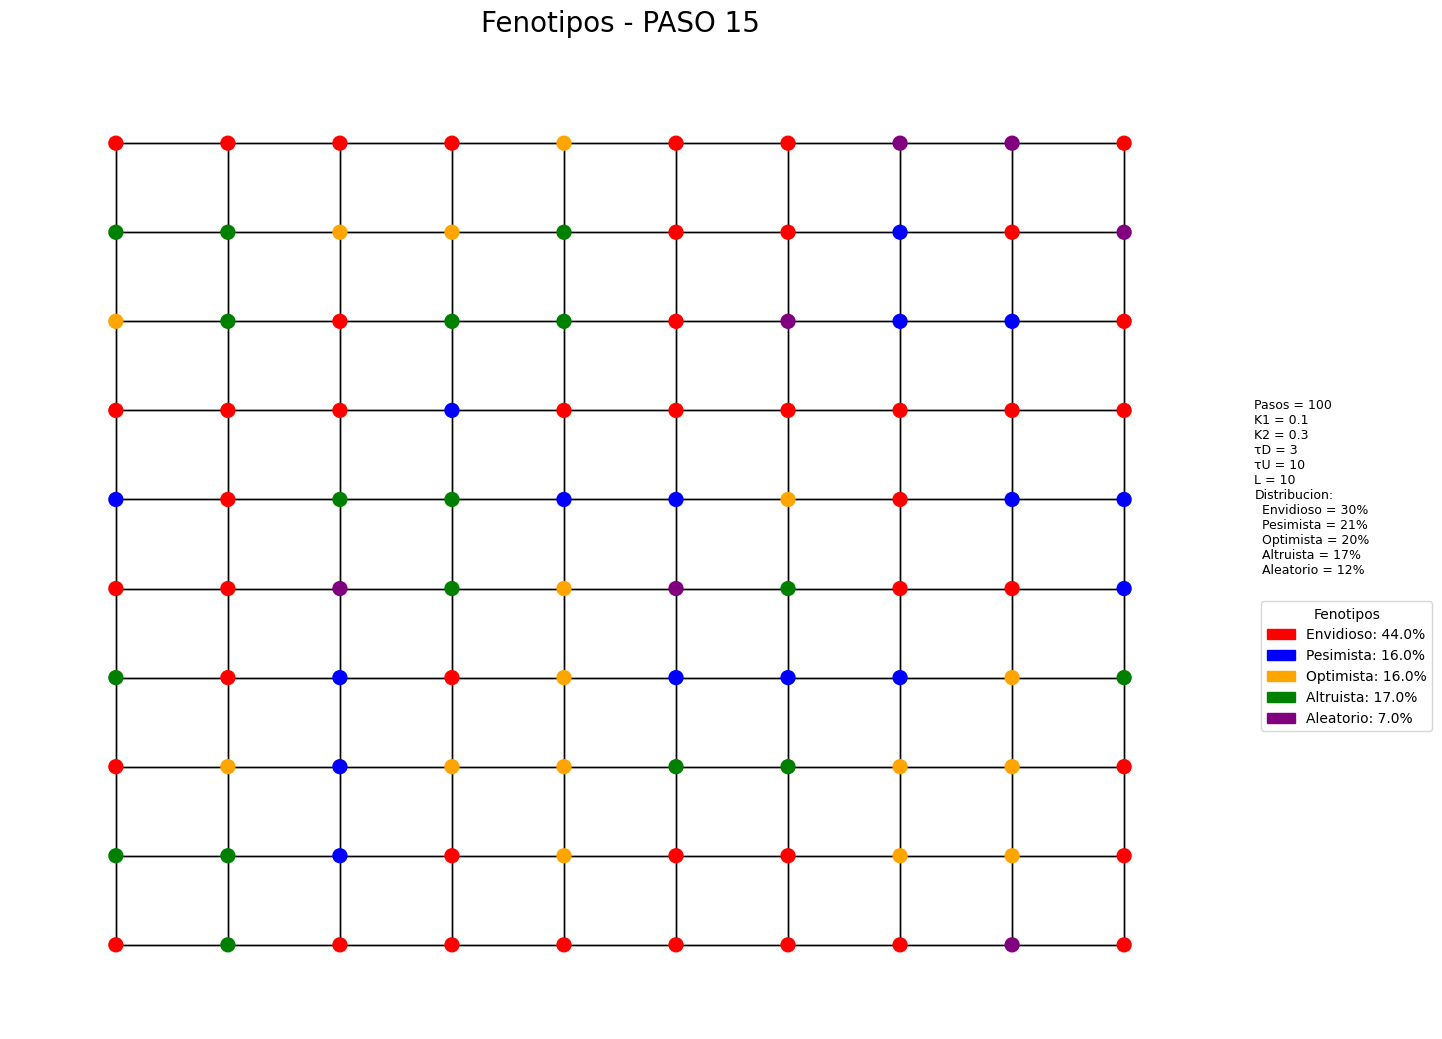 Fenotipos - PASO 15
Pasos = 100
K1 = 0.1
K2 = 0.3
τD = 3
τU = 10
L = 10
Distribucion:
Envidioso = 30%
Pesimista = 21%
Optimista = 20%
Altruista = 17%
Aleatorio = 12%
Fenotipos
Envidioso: 44.0%
Pesimista: 16.0%
Optimista: 16.0%
Altruista: 17.0%
Aleatorio: 7.0%